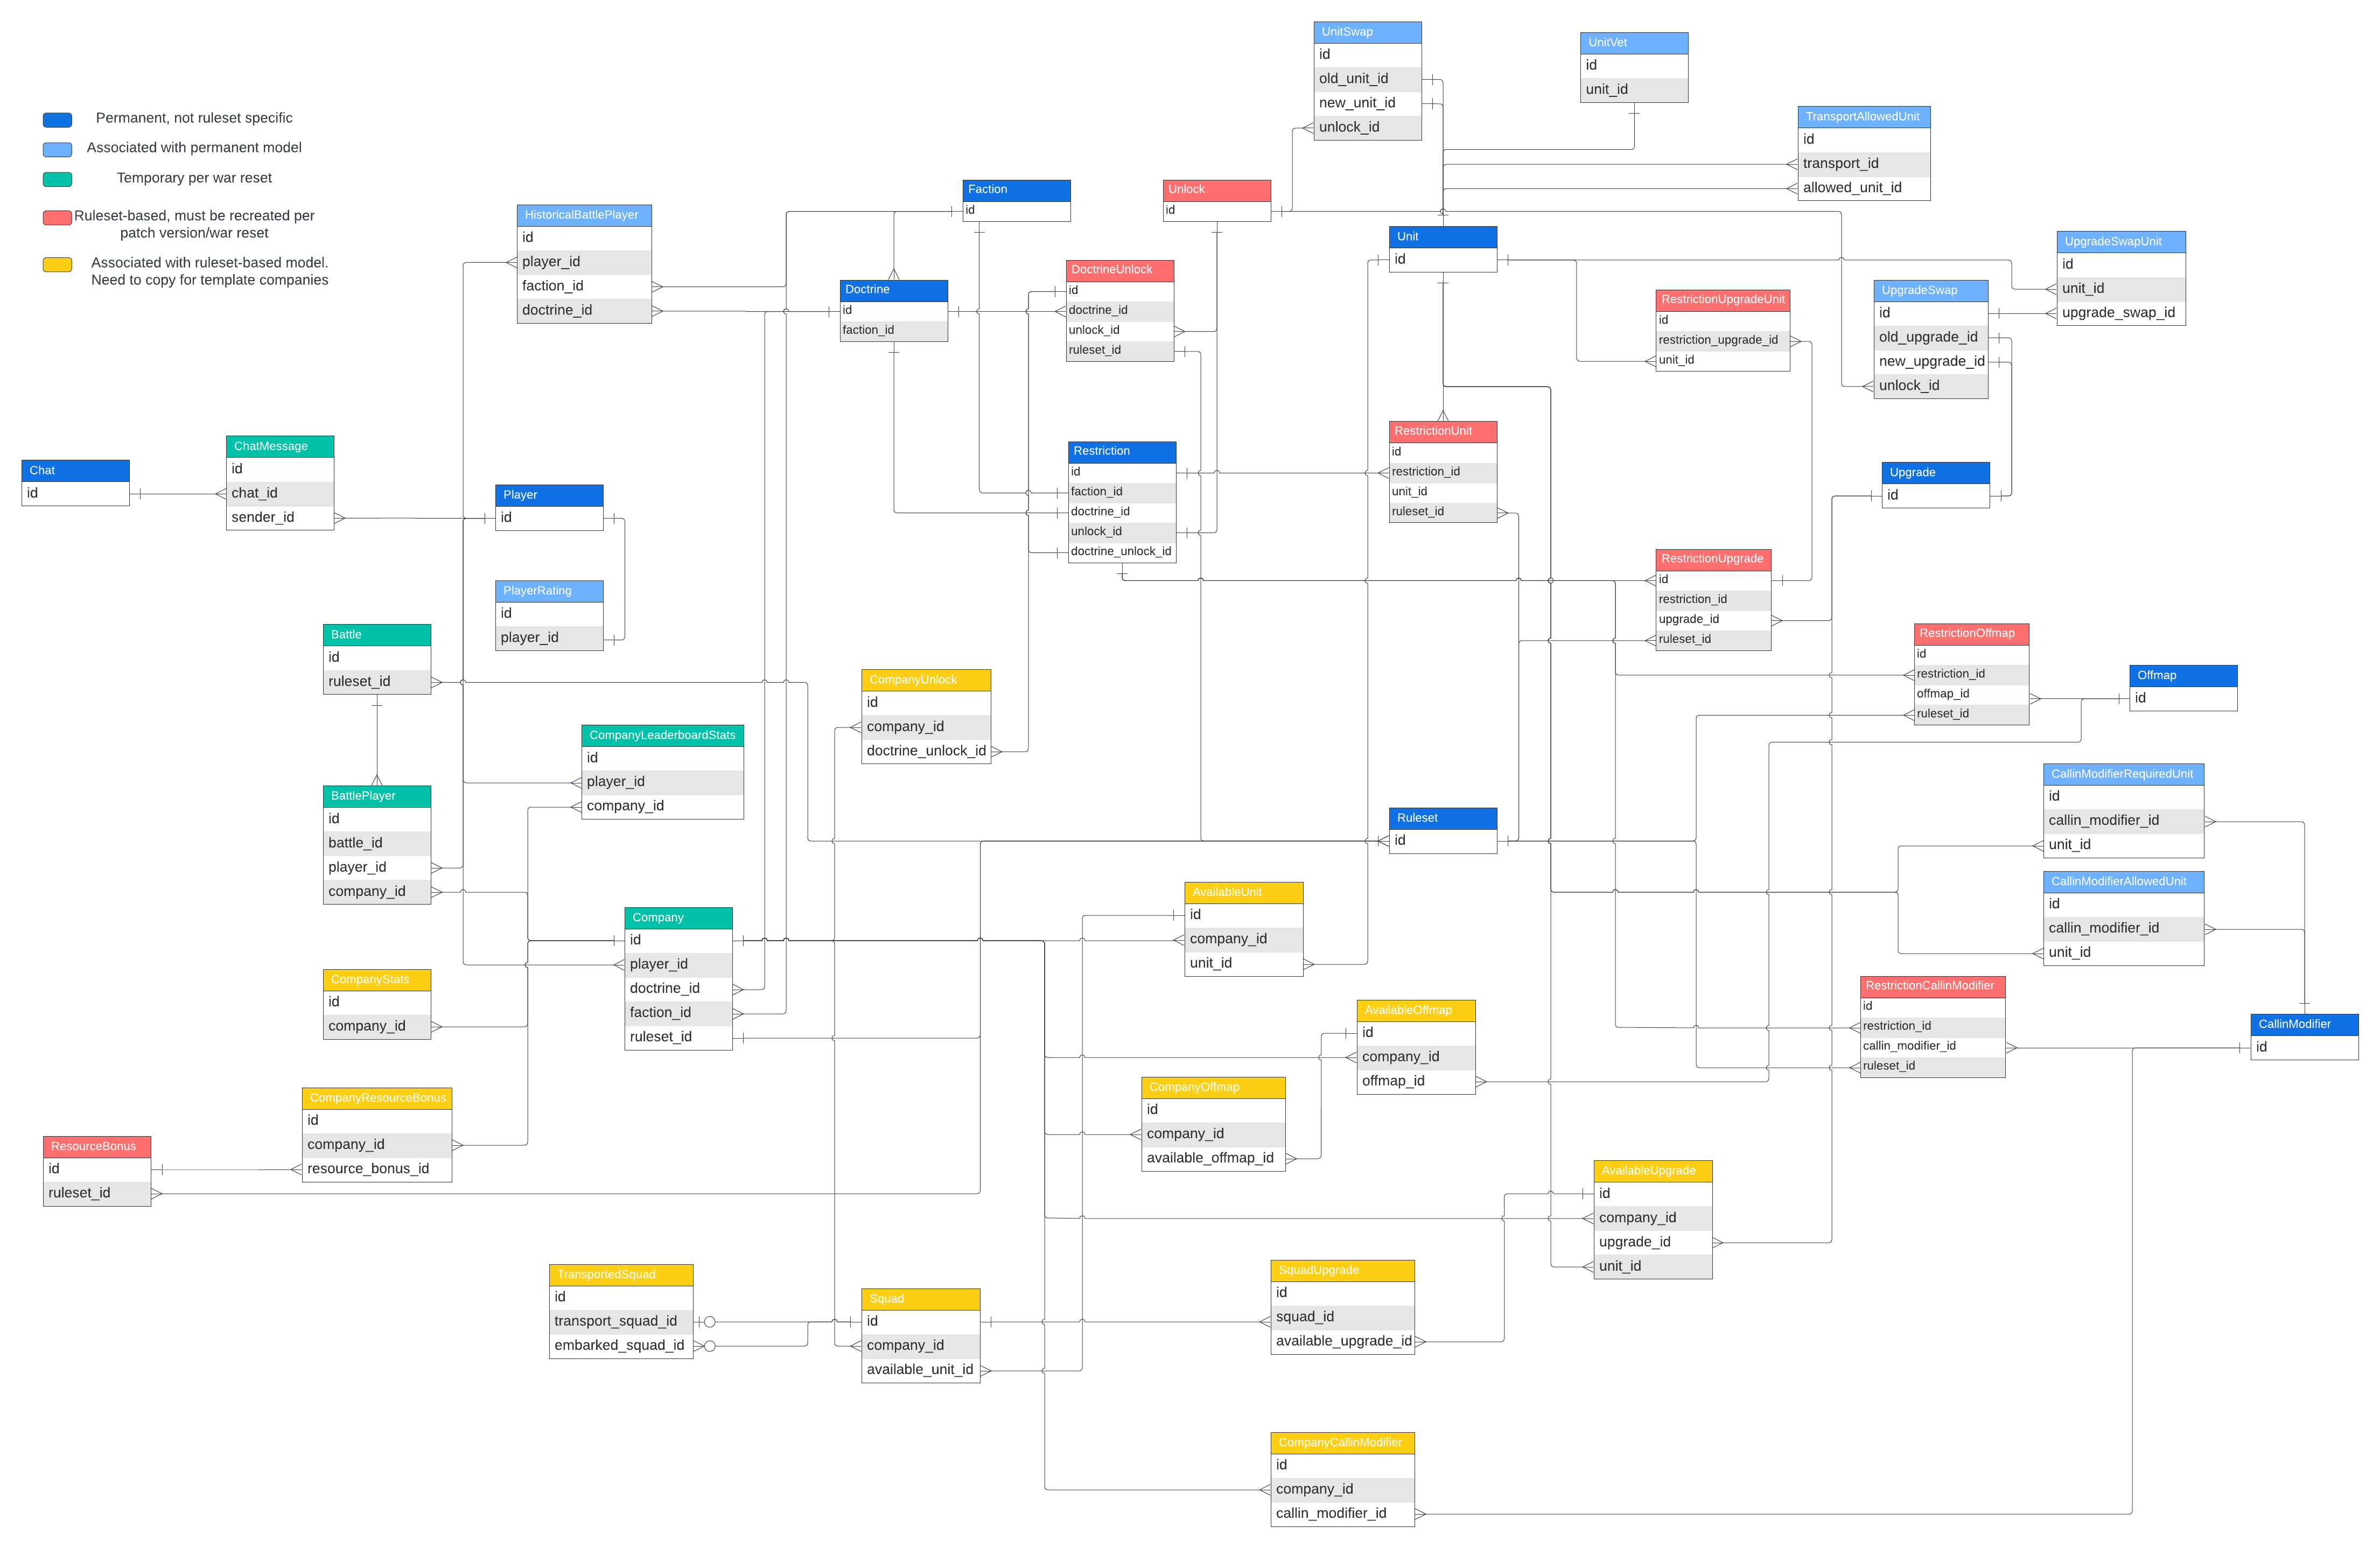 Permanent, not ruleset specific
Associated with permanent model
Temporary per war reset
Ruleset-based, must be recreated per
patch version/war reset
Associated with ruleset-based model.
Need to copy for template companies
UnitSwap
id
old_unit_id
new_unit_id
unlock_id
UnitVet
id
unit_id
TransportAllowedUnit
id
transport_id
allowed_unit_id
HistoricalBattlePlayer
id
player_id
faction_id
doctrine_id
Faction
id
Unlock
id
Unit
id
UpgradeSwapUnit
id
unit_id
upgrade_swap_id
Doctrine
id
faction_id
DoctrineUnlock
id
doctrine_id
unlock_id
ruleset_id
RestrictionUpgradeUnit
id
restriction_upgrade_id
unit_id
UpgradeSwap
id
old_upgrade_id
new_upgrade_id
unlock_id
Chat
id
ChatMessage
id
chat_id
sender_id
Player
id
Restriction
id
faction_id
doctrine_id
unlock_id
doctrine_unlock_id
RestrictionUnit
id
restriction_id
unit_id
ruleset_id
Upgrade
id
PlayerRating
id
player_id
RestrictionUpgrade
id
restriction_id
upgrade_id
ruleset_id
Battle
id
ruleset_id
CompanyUnlock
id
company_id
doctrine_unlock_id
RestrictionOffmap
id
restriction_id
offmap_id
ruleset_id
Offmap
id
CompanyLeaderboardStats
id
player_id
company_id
BattlePlayer
id
battle_id
player_id
company_id
Ruleset
id
CallinModifierRequiredUnit
id
callin_modifier_id
unit_id
CallinModifierAllowedUnit
id
callin_modifier_id
unit_id
Company
id
player_id
doctrine_id
faction_id
ruleset_id
AvailableUnit
id
company_id
unit_id
CompanyStats
id
company_id
AvailableOffmap
id
company_id
offmap_id
RestrictionCallinModifier
id
restriction_id
callin_modifier_id
ruleset_id
CallinModifier
id
CompanyResourceBonus
id
company_id
resource_bonus_id
ResourceBonus
id
ruleset_id
CompanyOffmap
id
company_id
available_offmap_id
AvailableUpgrade
id
company_id
upgrade_id
unit_id
TransportedSquad
id
transport_squad_id
embarked_squad_id
Squad
id
company_id
available_unit_id
SquadUpgrade
id
squad_id
available_upgrade_id
CompanyCallinModifier
id
company_id
callin_modifier_id